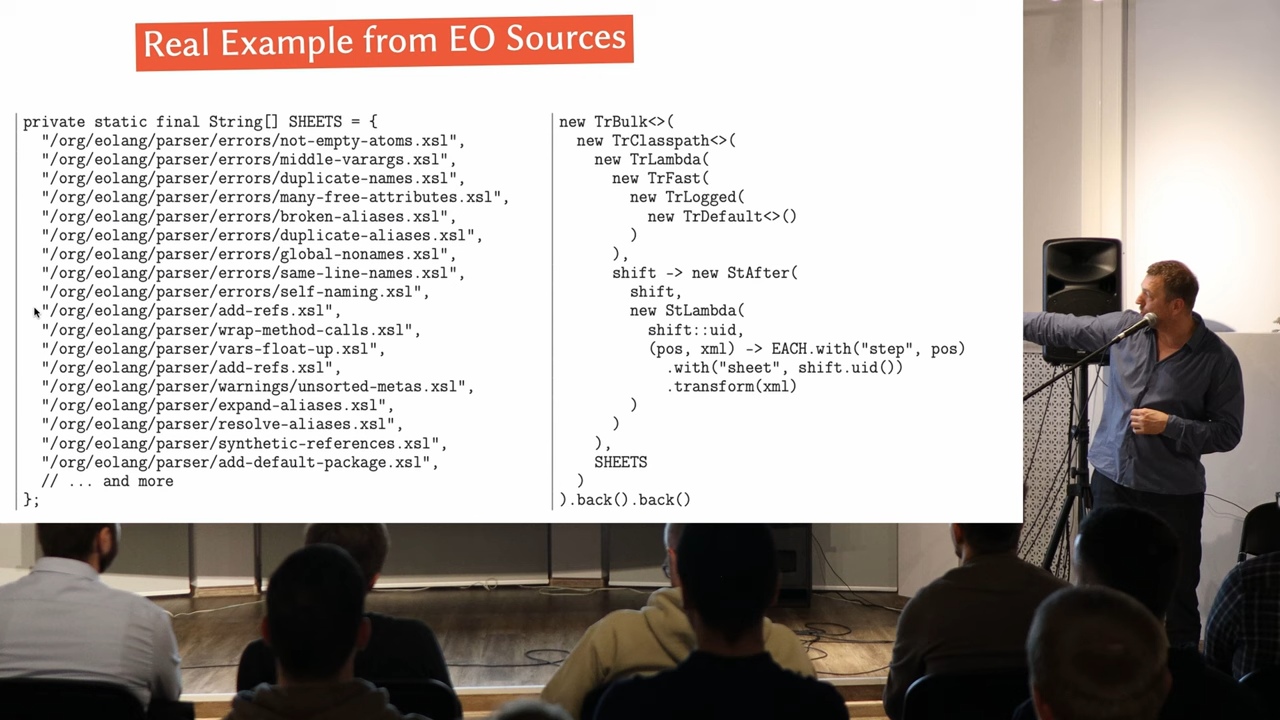 Real Example from EO Sources
private static final String[] SHEETS = {
"/org/eolang/parser/errors/not-empty-atoms.xsl",
"/org/eolang/parser/errors/middle-varargs.xsl",
"/org/eolang/parser/errors/duplicate-names.xsl",
"/org/eolang/parser/errors/many-free-attributes.xsl",
"/org/eolang/parser/errors/broken-aliases.xsl",
"/org/eolang/parser/errors/duplicate-aliases.xsl",
"/org/eolang/parser/errors/global-nonames.xsl",
"/org/eolang/parser/errors/same-line-names.xsl",
"/org/eolang/parser/errors/self-naming.xsl",
"/org/eolang/parser/add-refs.xsl",
"/org/eolang/parser/wrap-method-calls.xsl",
"/org/eolang/parser/vars-float-up.xsl",
"/org/eolang/parser/add-refs.xsl",
"/org/eolang/parser/warnings/unsorted-metas.xsl",
"/org/eolang/parser/expand-aliases.xsl",
"/org/eolang/parser/resolve-aliases.xsl",
"/org/eolang/parser/synthetic-references.xsl",
"/org/eolang/parser/add-default-package.xsl",
// ... and more
};
new TrBulk<>(
new TrClasspath<>(
new TrLambda(
new TrFast(
new TrLogged(
new TrDefault<>()
)
),
shift -> new StAfter(
shift,
new StLambda(
shift::uid,
(pos, xml) -> EACH.with("step", pos)
.with("sheet", shift.uid())
.transform(xml)
)
)
),
SHEETS
)
).back().back()